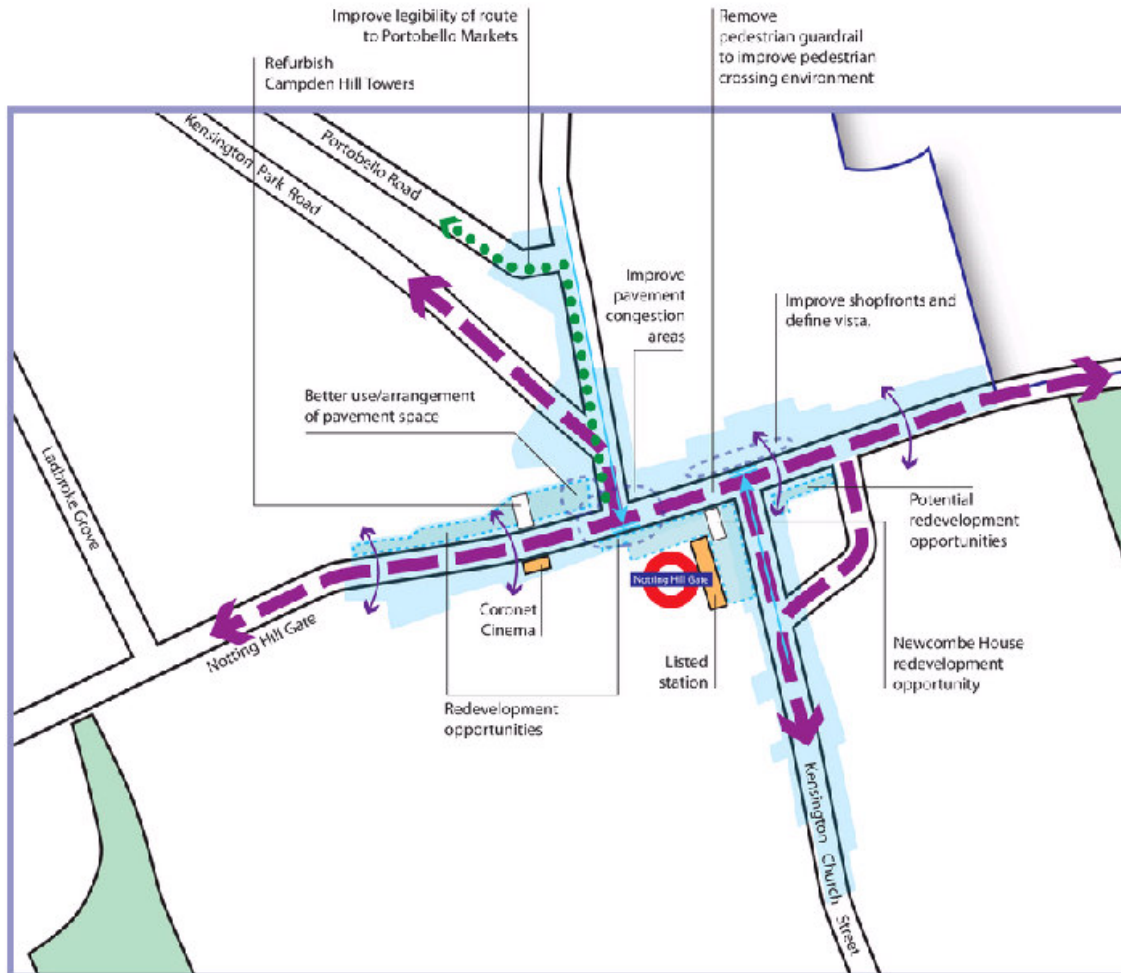 Improve legibility of route
to Portobello Markets
Remove
pedestrian guardrail
to improve pedestrian
crossing environment
Refurbish
Campden Hill Towers
Kensington Park Road
Portobello Road
Improve
pavement
congestion
areas
Improve shopfronts and
define vista.
Better use/arrangement
of pavement space
Ladbroke Grove
Potential
redevelopment
opportunities
Notting Hill Gate
Coronet
Cinema
Notting Hill Gate
Listed
station
Newcombe House
redevelopment
opportunity
Redevelopment
opportunities
Kensington Church Street